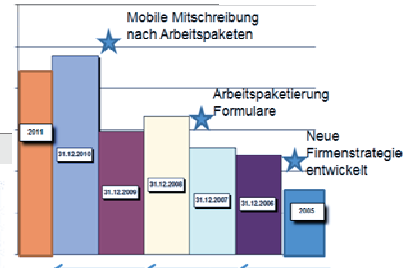 Mobile Mitschreibung
nach Arbeitspaketen
Arbeitspaketierung
Formulare
Neue
Firmenstrategie
entwickelt
2011
31.12.2010
31.12.2009
31.12.2008
31.12.2007
31.12.2006
2005